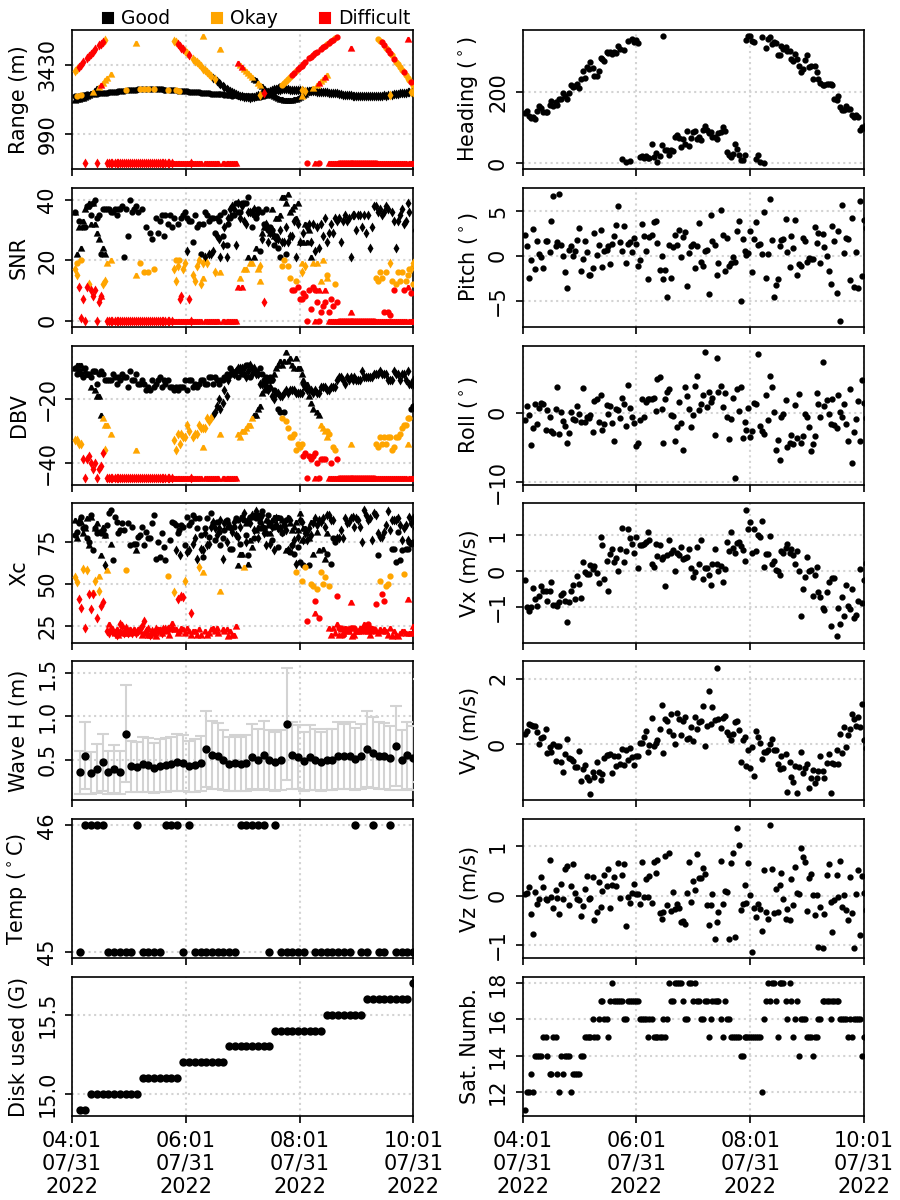 Good Okay Difficult
Range (m)
3430
990
Heading (°)
200
0
SNR
40
20
0
Pitch (°)
5
0
−5
DBV
−20
−40
Roll (°)
0
−10
Xc
75
50
25
Vx (m/s)
1
0
−1
Wave H (m)
1.5
1.0
0.5
Vy (m/s)
2
0
Temp (°C)
46
45
Vz (m/s)
1
0
−1
Disk used (G)
15.5
15.0
Sat. Numb.
18
16
14
12
04:01 06:01 08:01 10:01
07/31 07/31 07/31 07/31
2022 2022 2022 2022
04:01 06:01 08:01 10:01
07/31 07/31 07/31 07/31
2022 2022 2022 2022